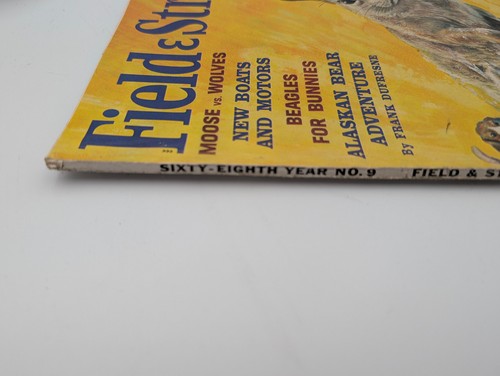 Field & Str
MOOSE vs. WOLVES
NEW BOATS
AND MOTORS
BEAGLES
FOR BUNNIES
ALASKAN BEAR
ADVENTURE
By FRANK DUFRESNE
SIXTY-EIGHTH YEAR NO. 9 FIELD & S